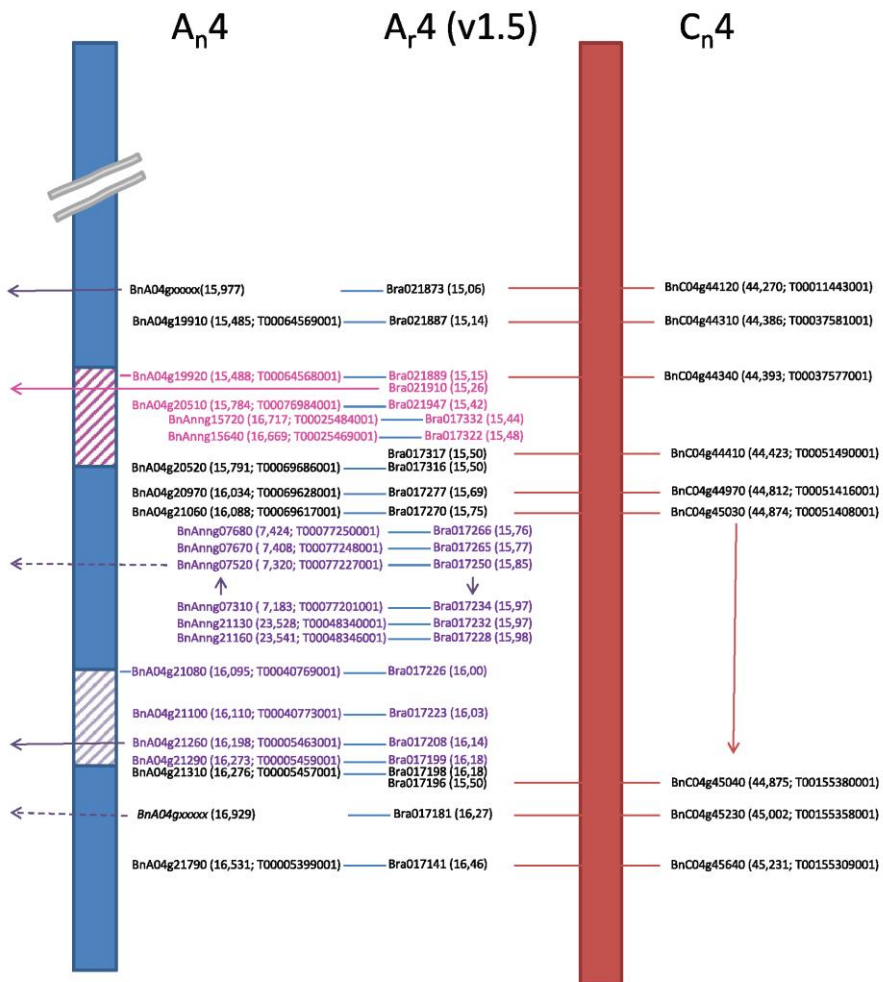 An4 Ar4 (v1.5) Cn4
BnA04gxxxxx(15,977) Bra021873 (15,06) BnC04g44120 (44,270; T00011443001)
BnA04g19910 (15,485; T00064569001) Bra021887 (15,14) BnC04g44310 (44,386; T00037581001)
BnA04g19920 (15,488; T00064568001) Bra021889 (15,15) BnC04g44340 (44,393; T00037577001)
Bra021910 (15,26)
BnA04g20510 (15,784; T00076984001) Bra021947 (15,42)
BnAnng15720 (16,717; T00025484001) Bra017332 (15,44)
BnAnng15640 (16,669; T00025469001) Bra017322 (15,48)
Bra017317 (15,50) BnC04g44410 (44,423; T00051490001)
BnA04g20520 (15,791; T00069686001) Bra017316 (15,50)
BnA04g20970 (16,034; T00069628001) Bra017277 (15,69) BnC04g44970 (44,812; T00051416001)
BnA04g21060 (16,088; T00069617001) Bra017270 (15,75) BnC04g45030 (44,874; T00051408001)
BnAnng07680 (7,424; T00077250001) Bra017266 (15,76)
BnAnng07670 (7,408; T00077248001) Bra017265 (15,77)
BnAnng07520 (7,320; T00077227001) Bra017250 (15,85)
BnAnng07310 (7,183; T00077201001) Bra017234 (15,97)
BnAnng21130 (23,528; T00048340001) Bra017232 (15,97)
BnAnng21160 (23,541; T00048346001) Bra017228 (15,98)
BnA04g21080 (16,095; T00040769001) Bra017226 (16,00)
BnA04g21100 (16,110; T00040773001) Bra017223 (16,03)
BnA04g21260 (16,198; T00005463001) Bra017208 (16,14)
BnA04g21290 (16,273; T00005459001) Bra017199 (16,18)
BnA04g21310 (16,276; T00005457001) Bra017198 (16,18)
Bra017196 (15,50) BnC04g45040 (44,875; T00155380001)
BnA04gxxxxx (16,929) Bra017181 (16,27) BnC04g45230 (45,002; T00155358001)
BnA04g21790 (16,531; T00005399001) Bra017141 (16,46) BnC04g45640 (45,231; T00155309001)